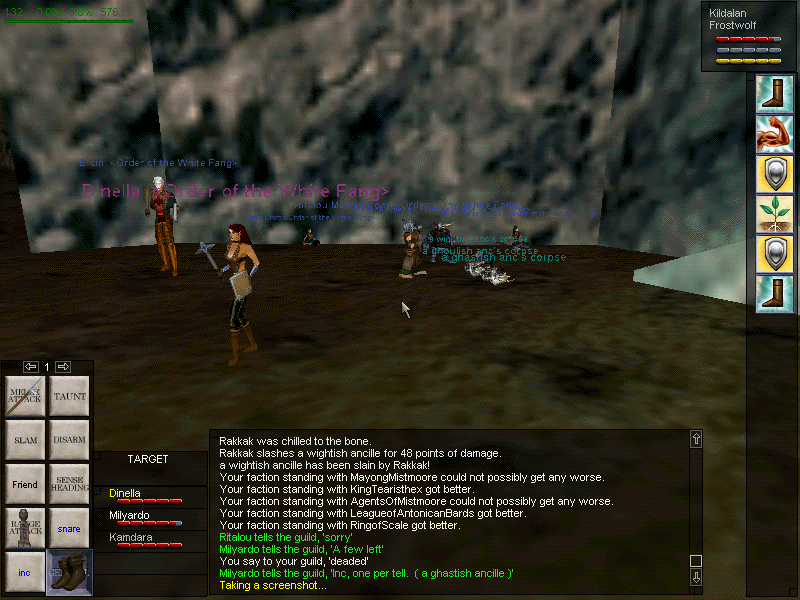 Kildalan
Frostwolf
<Order of the White Fang>
Dinella <Order of the White Fang>
a ghoulish anc's corpse
a ghastish anc's corpse
1
MELEE ATTACK
TAUNT
SLAM
DISARM
Friend
SENSE HEADING
RANGE ATTACK
snare
inc
TARGET
Dinella
Milyardo
Kamdara
Rakkak was chilled to the bone.
Rakkak slashes a wightish ancille for 48 points of damage.
a wightish ancille has been slain by Rakkak!
Your faction standing with MayongMistmoore could not possibly get any worse.
Your faction standing with KingTearisthex got better.
Your faction standing with AgentsOfMistmoore could not possibly get any worse.
Your faction standing with LeagueofAntonicanBards got better.
Your faction standing with RingofScale got better.
Ritalou tells the guild, 'sorry'
Milyardo tells the guild, 'A few left'
You say to your guild, 'deaded'
Milyardo tells the guild, 'Inc, one per tell.  ( a ghastish ancille )'
Taking a screenshot...